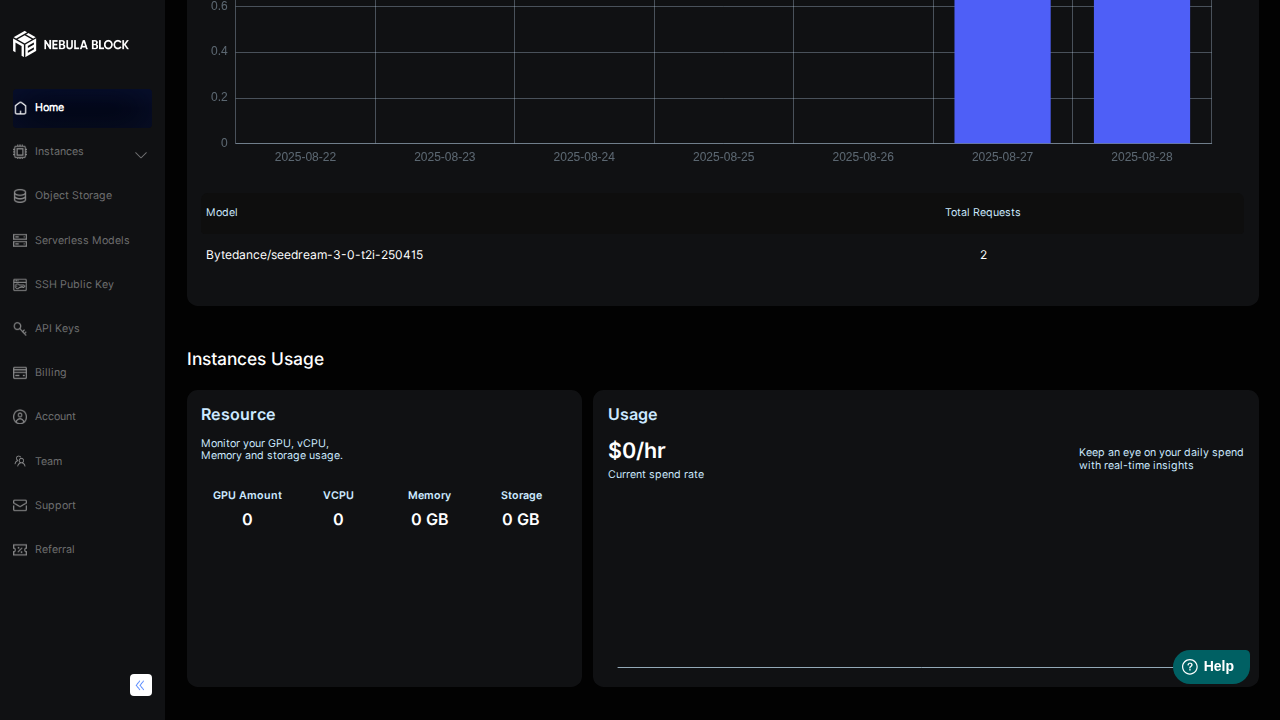 NEBULA BLOCK
Home
Instances
Object Storage
Serverless Models
SSH Public Key
API Keys
Billing
Account
Team
Support
Referral
0.6
0.4
0.2
0
2025-08-22
2025-08-23
2025-08-24
2025-08-25
2025-08-26
2025-08-27
2025-08-28
Model
Total Requests
Bytedance/seedream-3-0-t2i-250415
2
Instances Usage
Resource
Monitor your GPU, vCPU,
Memory and storage usage.
GPU Amount
VCPU
Memory
Storage
0
0
0 GB
0 GB
Usage
$0/hr
Current spend rate
Keep an eye on your daily spend
with real-time insights
Help